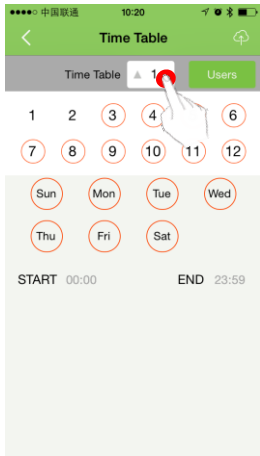 中国联通 10:20
Time Table
Time Table ▲ 1 Users
1 2 3 4 6
7 8 9 10 11 12
Sun Mon Tue Wed
Thu Fri Sat
START 00:00 END 23:59